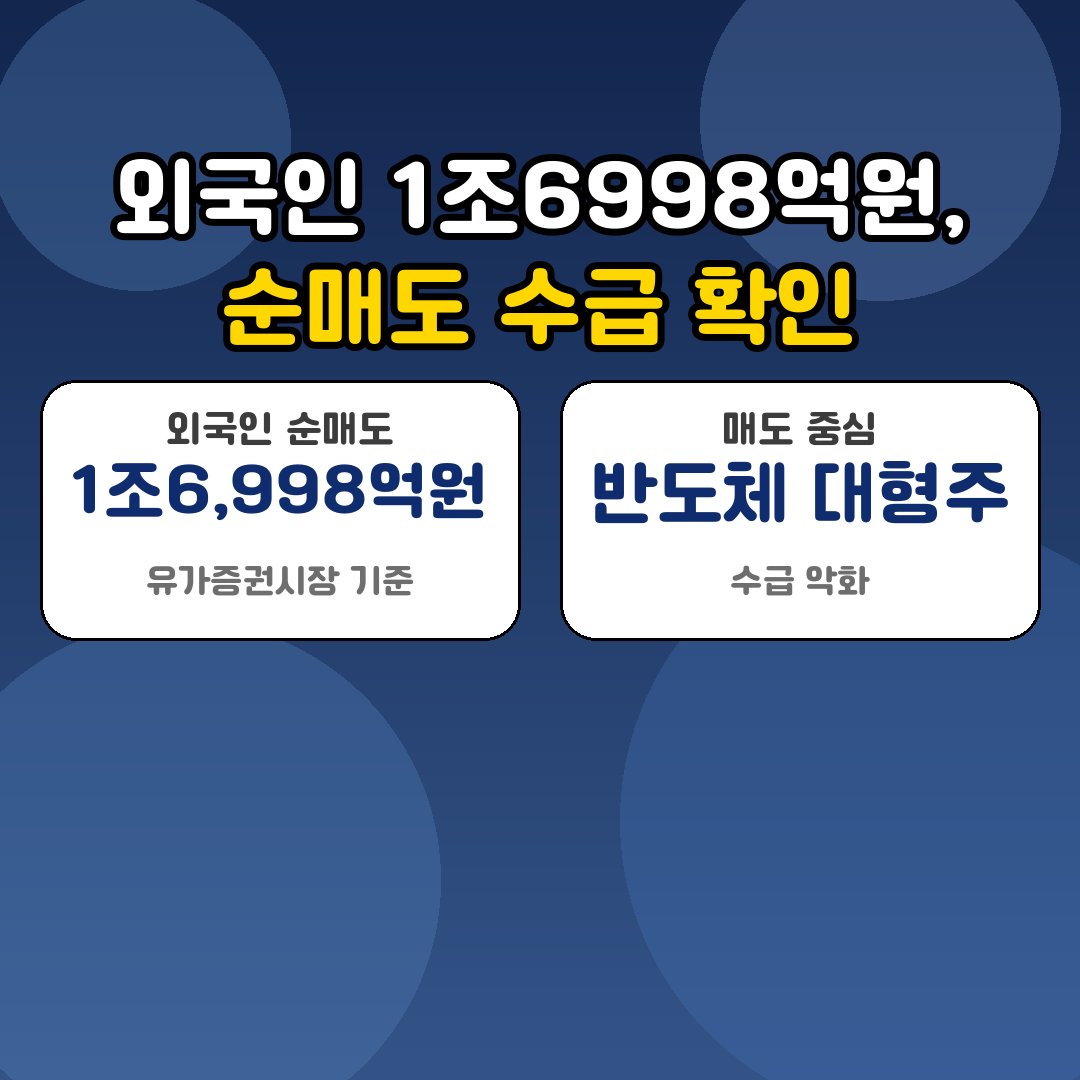 외국인 1조6998억원,
순매도 수급 확인
외국인 순매도
1조6,998억원
유가증권시장 기준
매도 중심
반도체 대형주
수급 악화